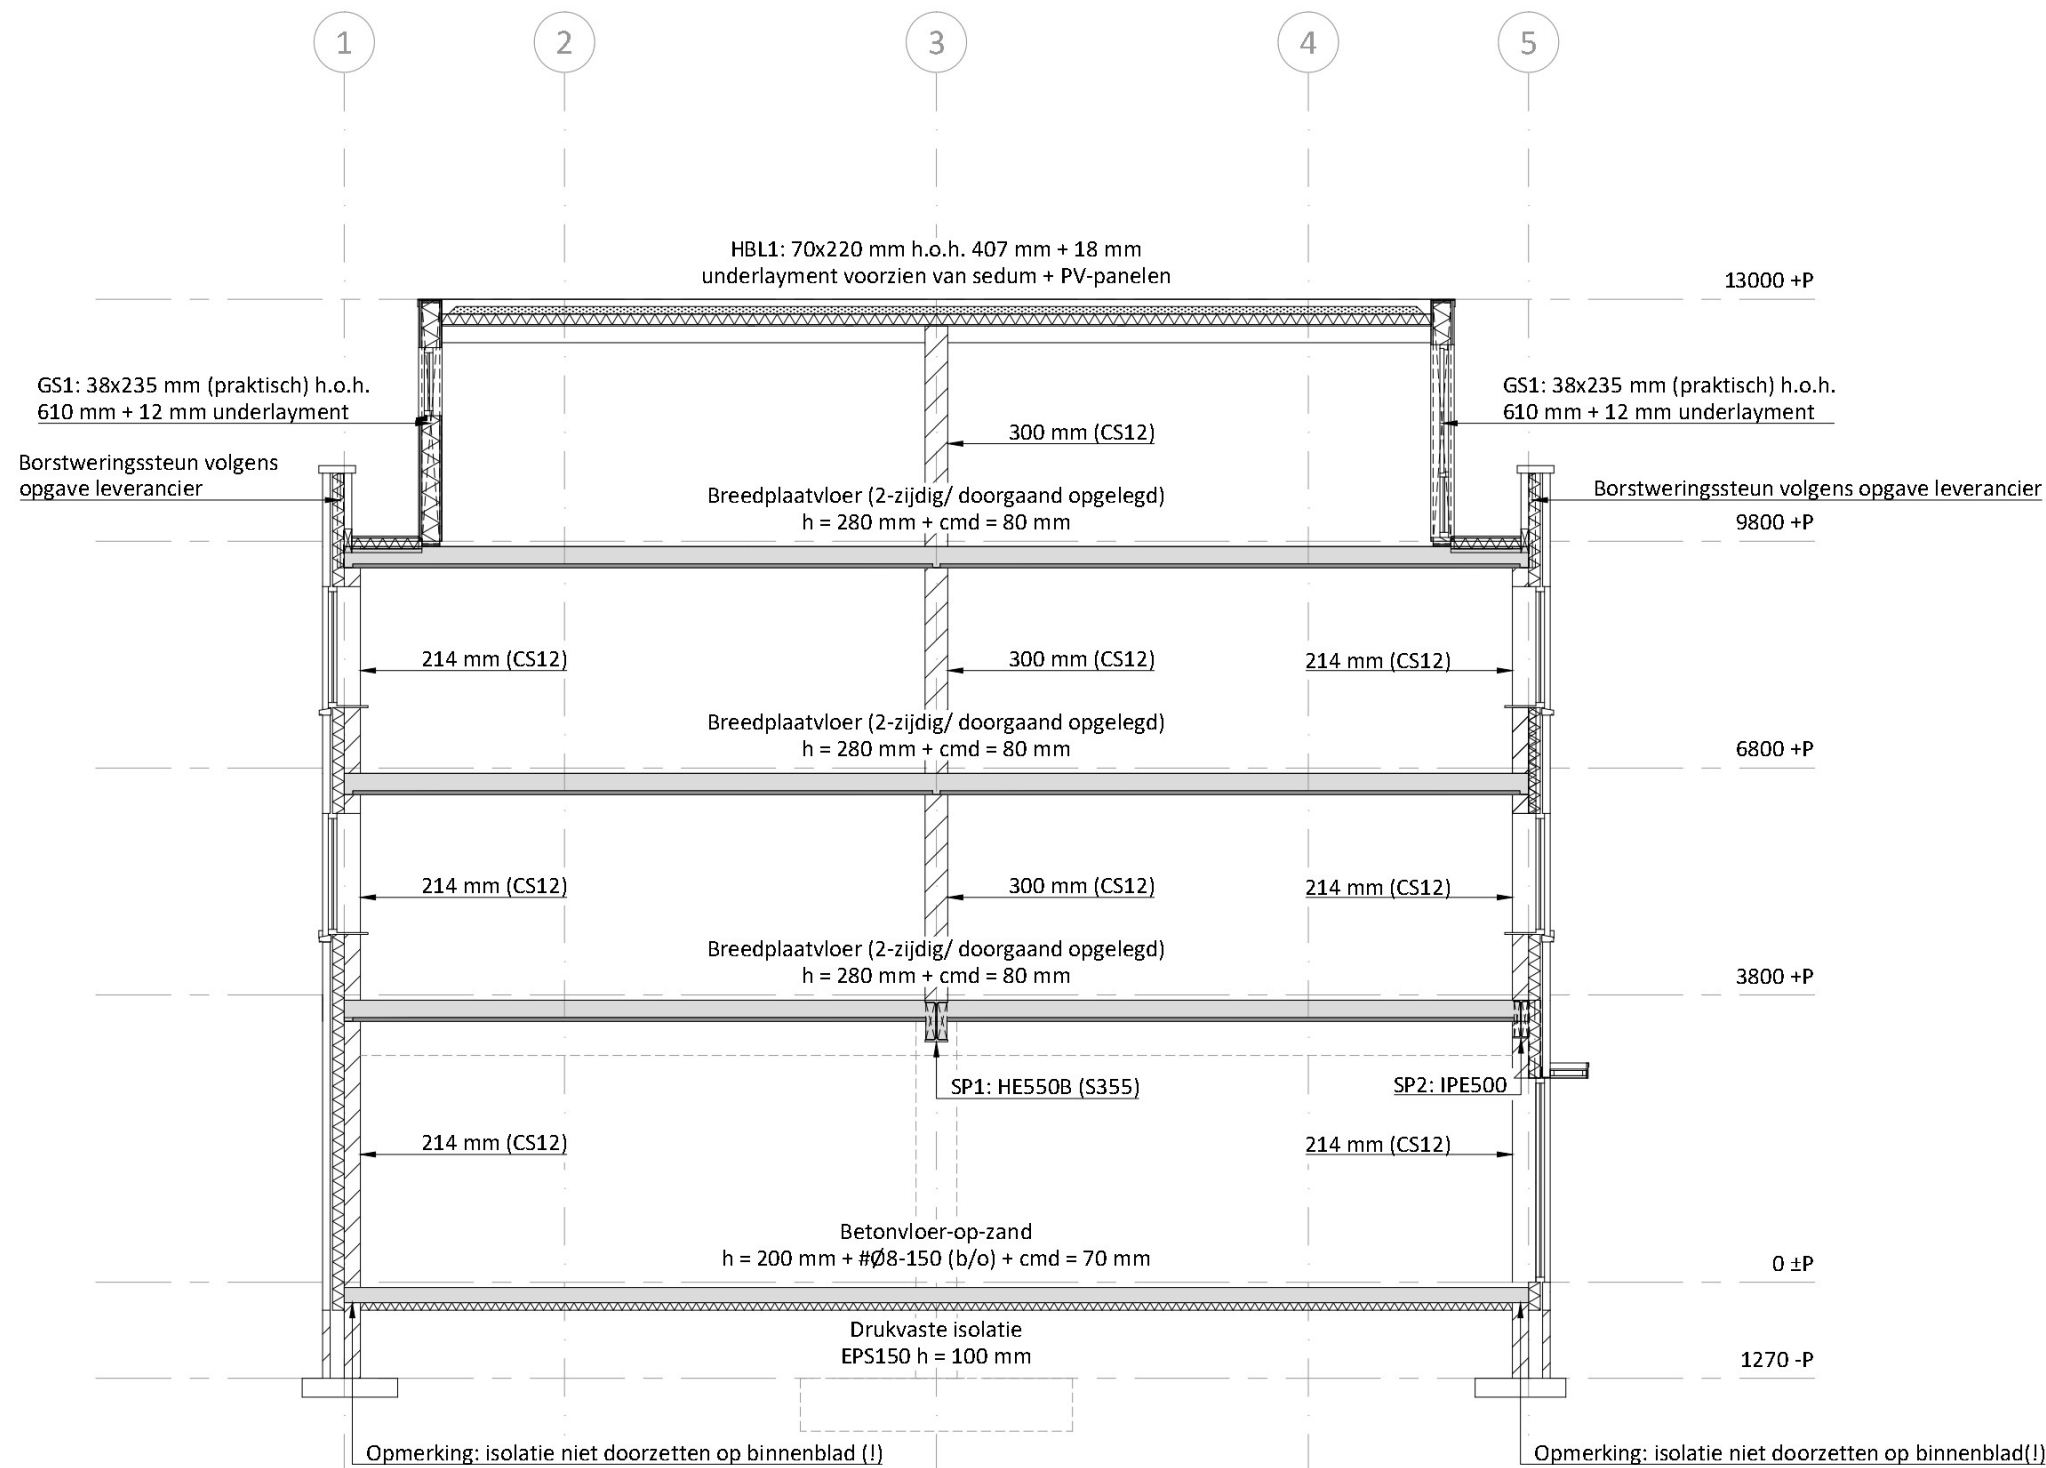 1 2 3 4 5
HBL1: 70x220 mm h.o.h. 407 mm + 18 mm
underlayment voorzien van sedum + PV-panelen
13000 +P
GS1: 38x235 mm (praktisch) h.o.h.
610 mm + 12 mm underlayment
GS1: 38x235 mm (praktisch) h.o.h.
610 mm + 12 mm underlayment
300 mm (CS12)
Borstweringssteun volgens
opgave leverancier
Breedplaatvloer (2-zijdig/ doorgaand opgelegd)
h = 280 mm + cmd = 80 mm
Borstweringssteun volgens opgave leverancier
9800 +P
214 mm (CS12)
300 mm (CS12)
214 mm (CS12)
Breedplaatvloer (2-zijdig/ doorgaand opgelegd)
h = 280 mm + cmd = 80 mm
6800 +P
214 mm (CS12)
300 mm (CS12)
214 mm (CS12)
Breedplaatvloer (2-zijdig/ doorgaand opgelegd)
h = 280 mm + cmd = 80 mm
3800 +P
SP1: HE550B (S355)
SP2: IPE500
214 mm (CS12)
214 mm (CS12)
Betonvloer-op-zand
h = 200 mm + #Ø8-150 (b/o) + cmd = 70 mm
0 ±P
Drukvaste isolatie
EPS150 h = 100 mm
1270 -P
Opmerking: isolatie niet doorzetten op binnenblad (!)
Opmerking: isolatie niet doorzetten op binnenblad(!)